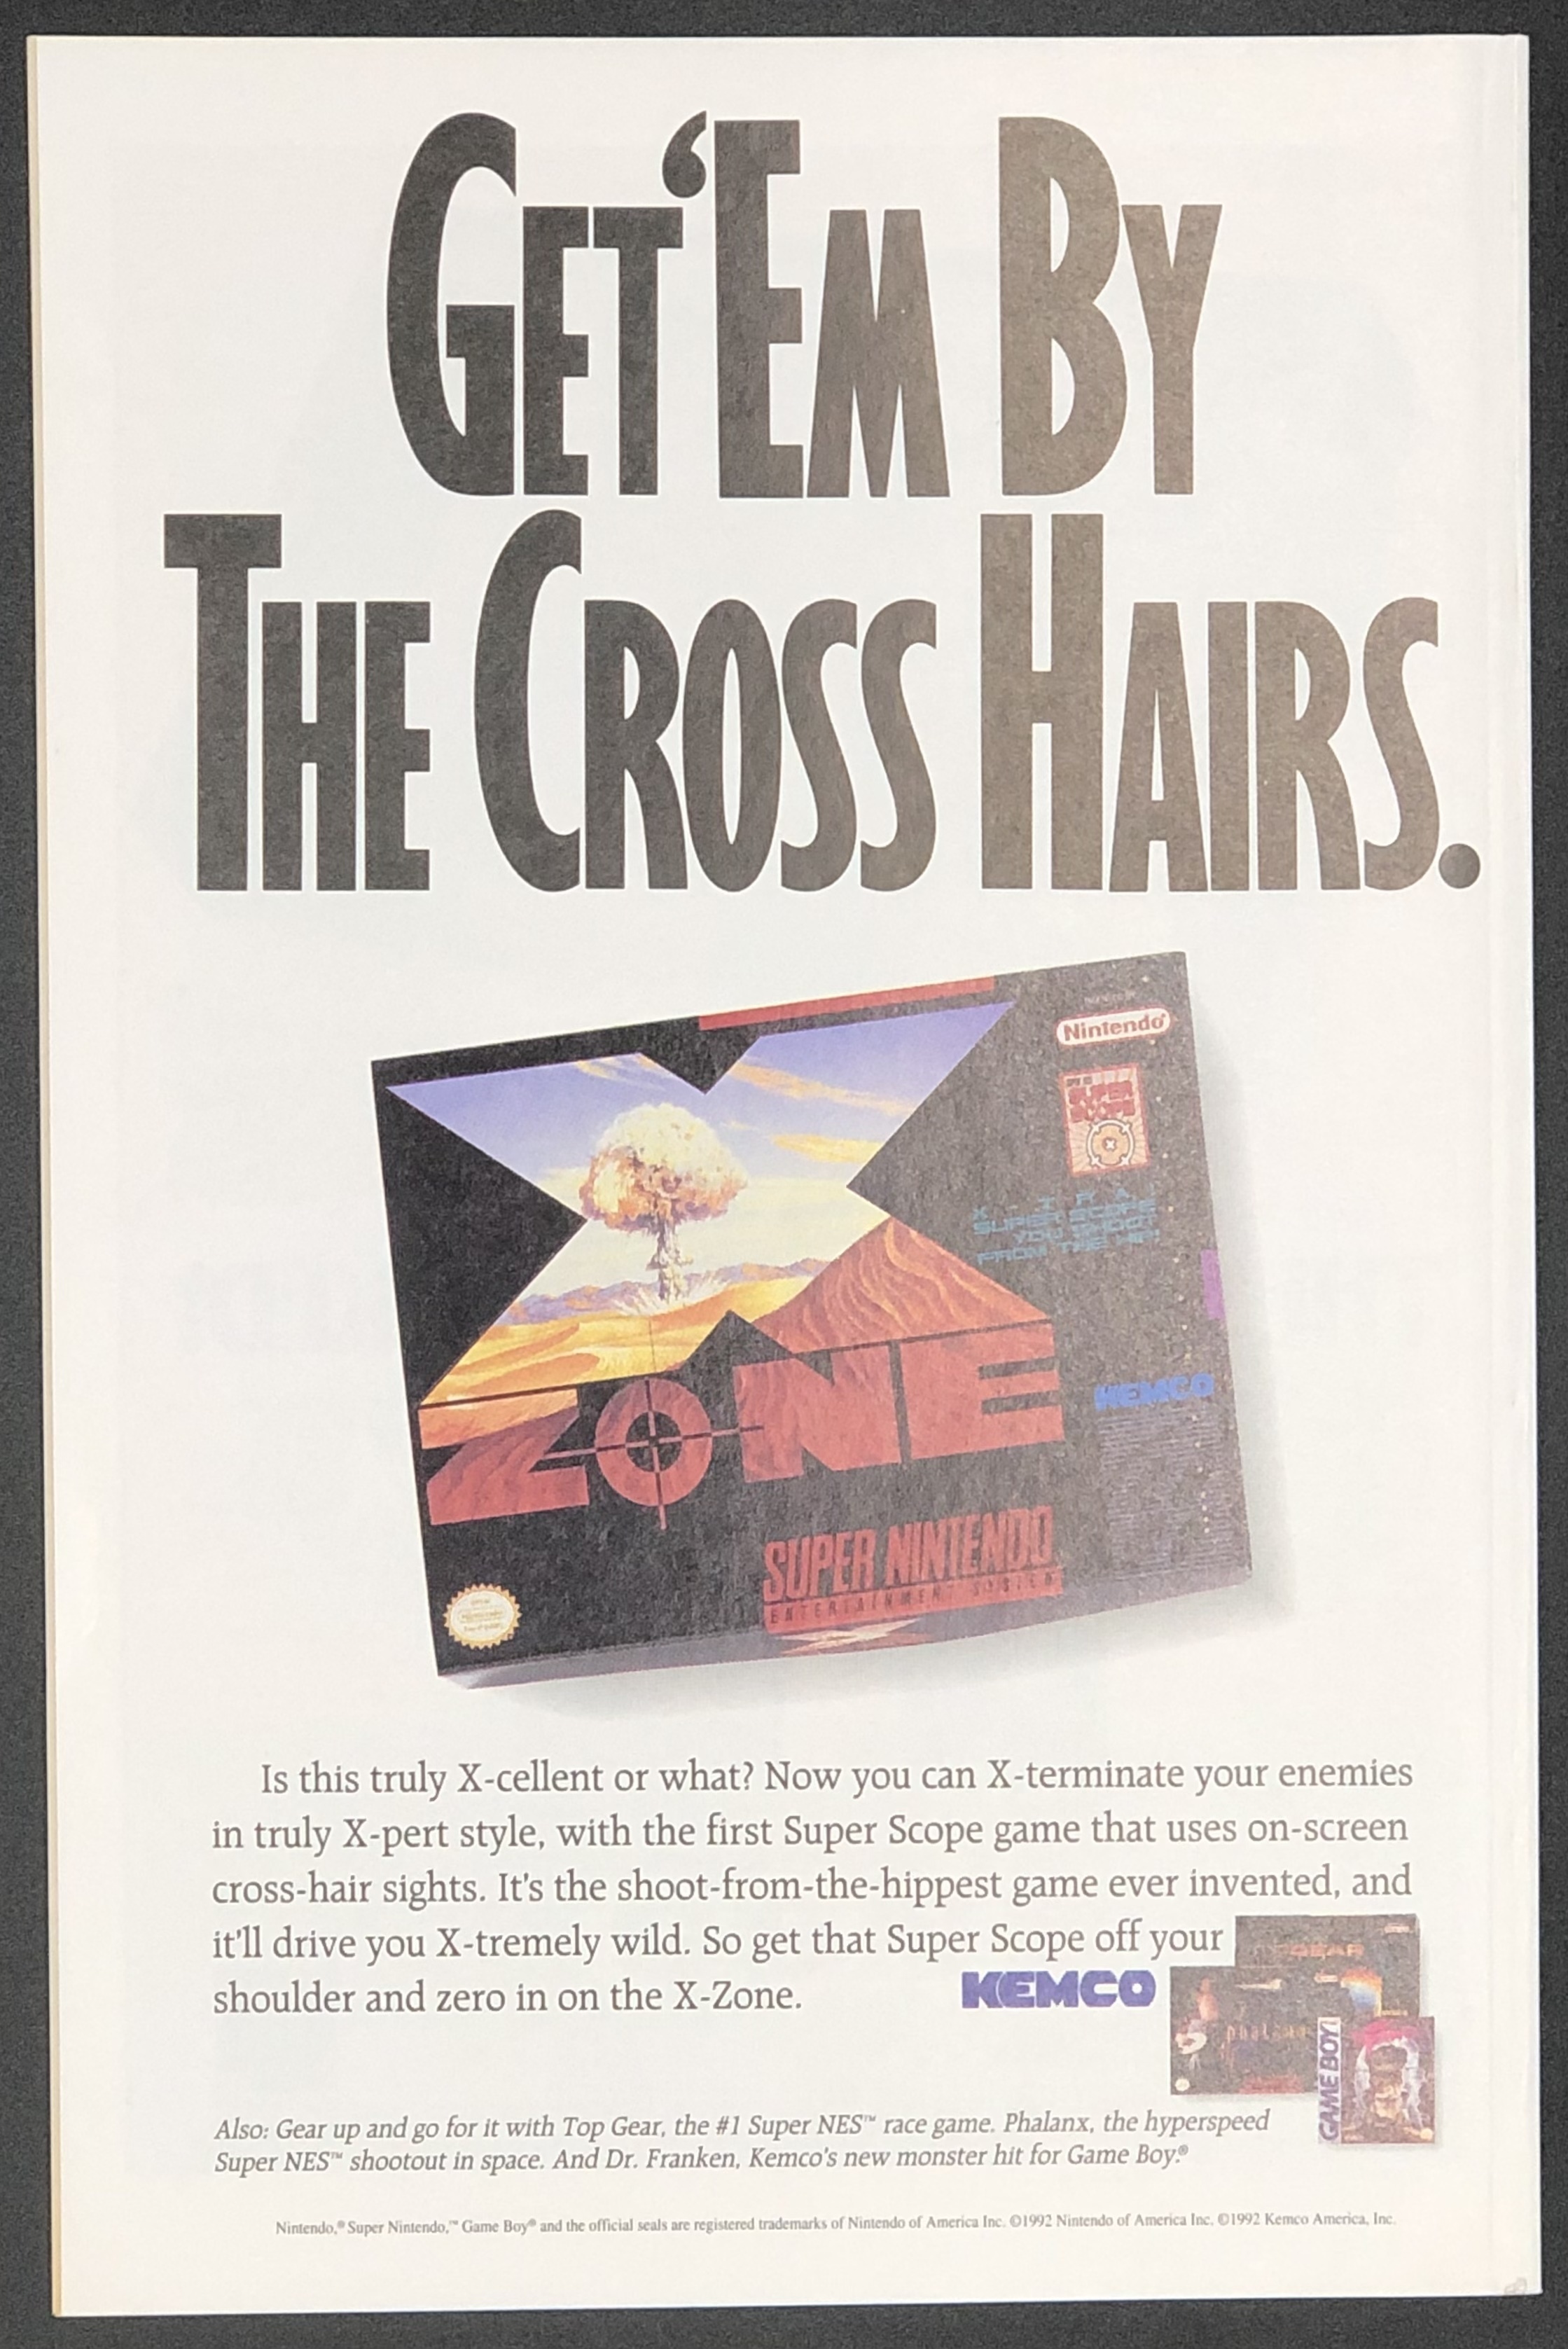 GET ‘EM BY
THE CROSS HAIRS.
Nintendo
SUPER
SCOPE
X - T R A !
SUPER SCOPE
YOU SHOOT
FROM THE HIP!
X
ZONE
KEMCO
SUPER NINTENDO
ENTERTAINMENT SYSTEM
Is this truly X-cellent or what? Now you can X-terminate your enemies
in truly X-pert style, with the first Super Scope game that uses on-screen
cross-hair sights. It's the shoot-from-the-hippest game ever invented, and
it'll drive you X-tremely wild. So get that Super Scope off your
shoulder and zero in on the X-Zone.
KEMCO
GEAR
phalanx
GAME BOY
Also: Gear up and go for it with Top Gear, the #1 Super NES™ race game. Phalanx, the hyperspeed
Super NES™ shootout in space. And Dr. Franken, Kemco's new monster hit for Game Boy.®
Nintendo,® Super Nintendo,™ Game Boy® and the official seals are registered trademarks of Nintendo of America Inc. ©1992 Nintendo of America Inc. ©1992 Kemco America, Inc.